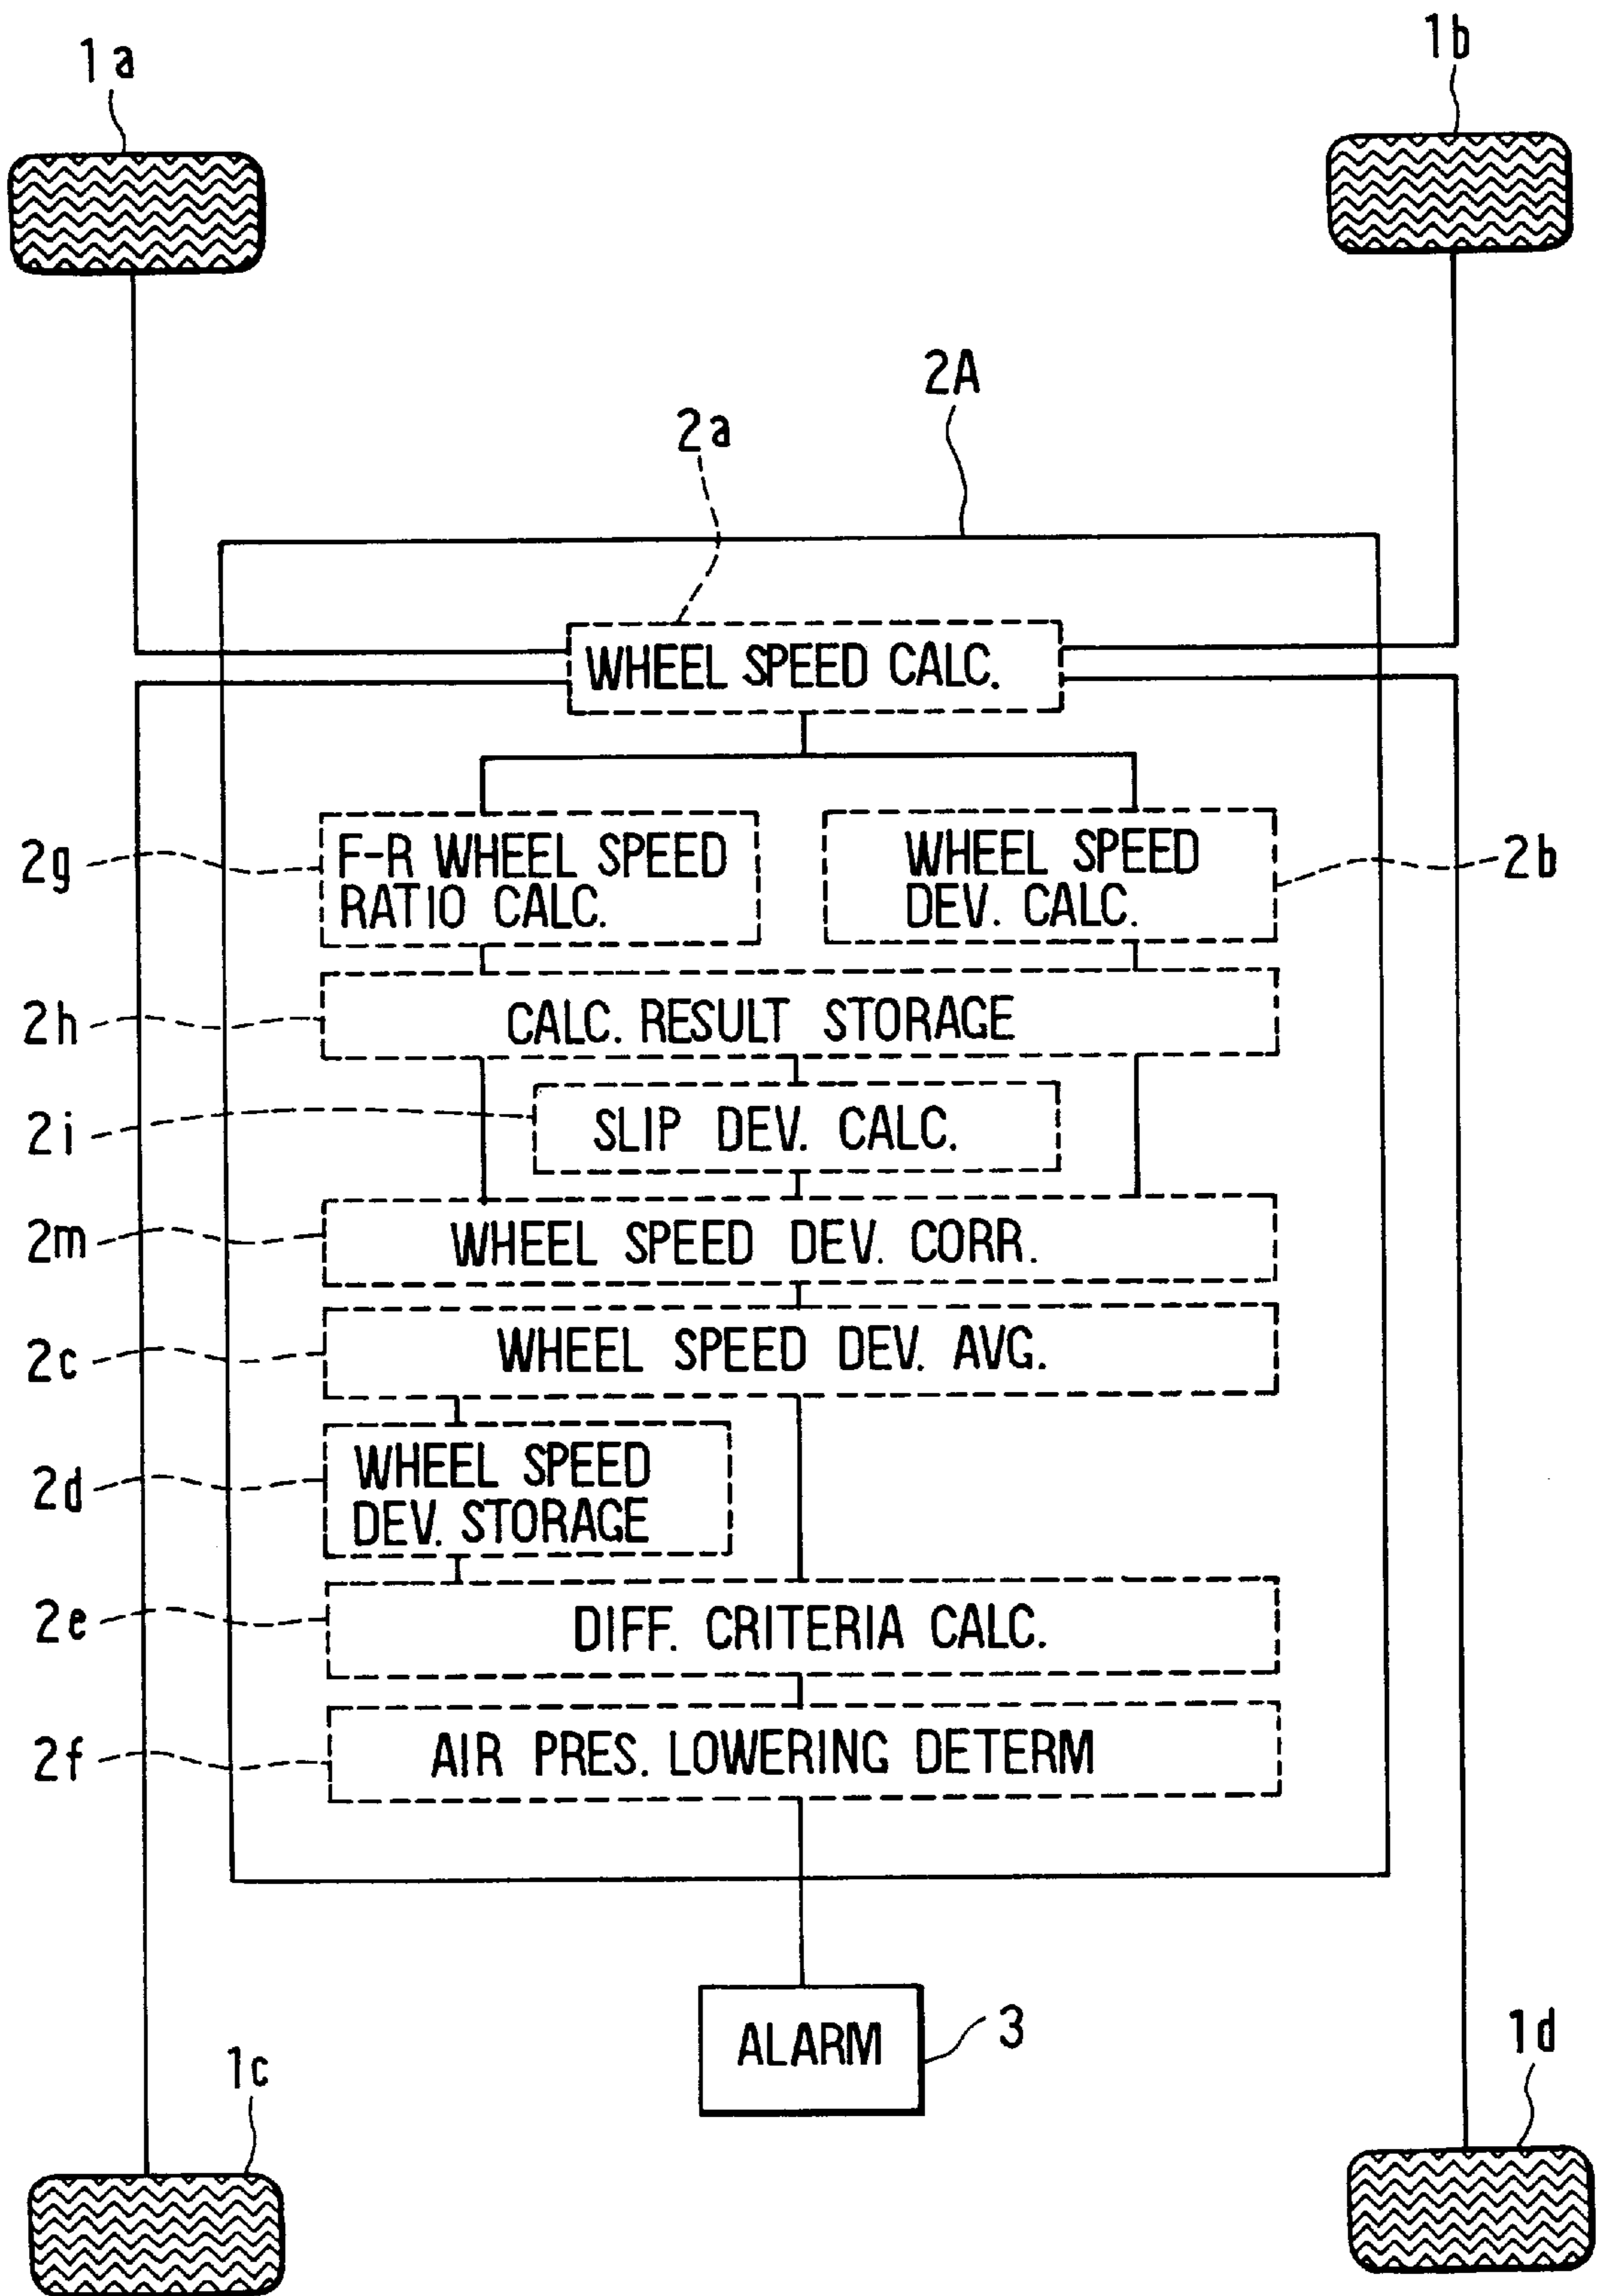 1a
1b
2A
2a
WHEEL SPEED CALC.
2g
F-R WHEEL SPEED
RATIO CALC.
WHEEL SPEED
DEV. CALC.
2b
2h
CALC. RESULT STORAGE
2i
SLIP DEV. CALC.
2m
WHEEL SPEED DEV. CORR.
2c
WHEEL SPEED DEV. AVG.
2d
WHEEL SPEED
DEV. STORAGE
2e
DIFF. CRITERIA CALC.
2f
AIR PRES. LOWERING DETERM
ALARM
3
1c
1d